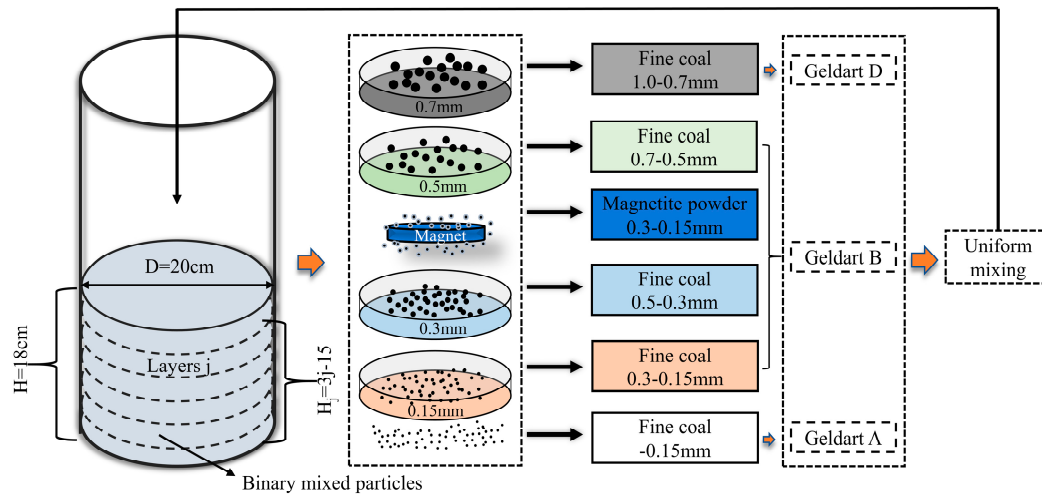 D=20cm
Layers j
H=18cm
Hj=3j-15
Binary mixed particles
0.7mm
0.5mm
Magnet
0.3mm
0.15mm
Fine coal
1.0-0.7mm
Fine coal
0.7-0.5mm
Magnetite powder
0.3-0.15mm
Fine coal
0.5-0.3mm
Fine coal
0.3-0.15mm
Fine coal
-0.15mm
Geldart D
Geldart B
Geldart A
Uniform
mixing